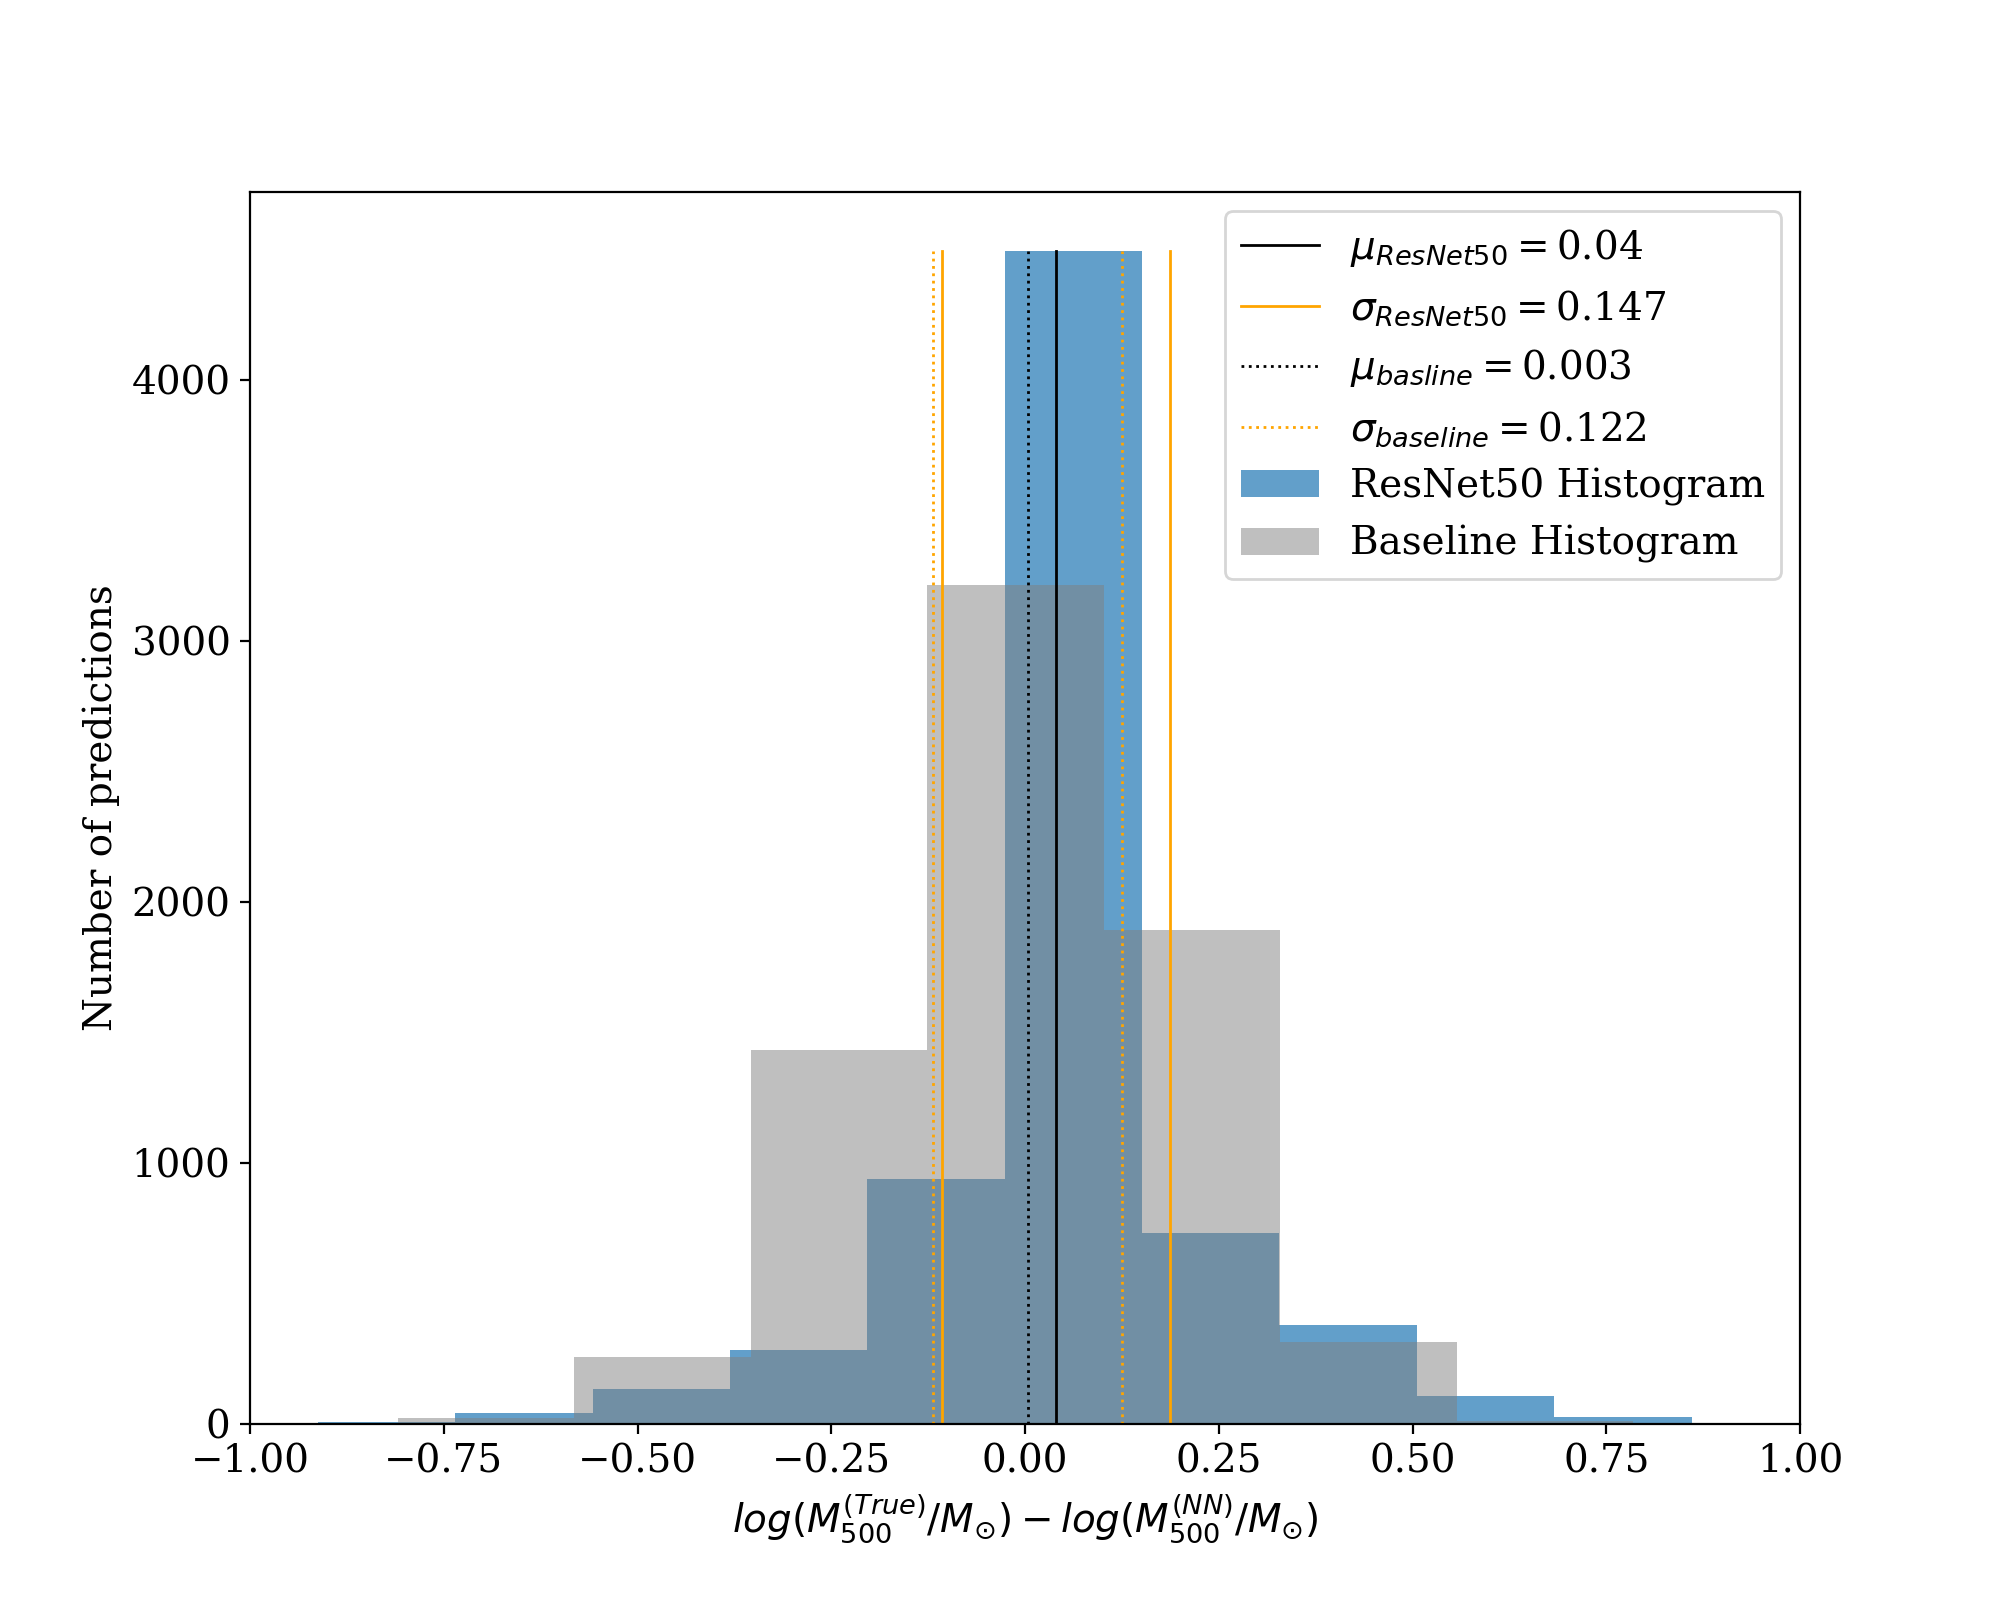 μ_ResNet50 = 0.04
σ_ResNet50 = 0.147
μ_basline = 0.003
σ_baseline = 0.122
ResNet50 Histogram
Baseline Histogram
Number of predictions
4000
3000
2000
1000
0
−1.00 −0.75 −0.50 −0.25 0.00 0.25 0.50 0.75 1.00
log(M_500^(True)/M_⊙) − log(M_500^(NN)/M_⊙)